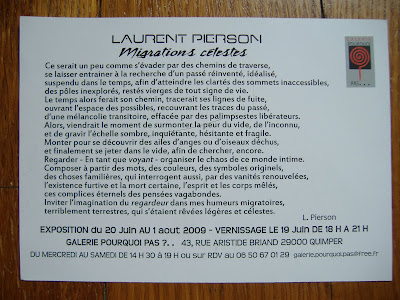 LAURENT PIERSON
Migrations célestes
Ce serait un peu comme s'évader par des chemins de traverse,
se laisser entrainer à la recherche d'un passé réinventé, idéalisé,
suspendu dans le temps, afin d'atteindre les clartés des sommets inaccessibles,
des pôles inexplorés, restés vierges de tout signe de vie.
Le temps alors ferait son chemin, tracerait ses lignes de fuite,
ouvrant l'espace des possibles, recouvrant les traces du passé,
d'une mélancolie transitoire, effacée par des palimpsestes libérateurs.
Alors, viendrait le moment de surmonter la peur du vide, de l'inconnu,
et de gravir l'échelle sombre, inquiétante, hésitante et fragile.
Monter pour se découvrir des ailes d'anges ou d'oiseaux déchus,
et finalement se jeter dans le vide, afin de chercher, encore.
Regarder - En tant que voyant - organiser le chaos de ce monde intime.
Composer à partir des mots, des couleurs, des symboles originels,
des choses familières, qui interrogent aussi, par des vanités renouvelées,
l'existence furtive et la mort certaine, l'esprit et les corps mêlés,
ces complices éternels des pensées vagabondes.
Inviter l'imagination du regardeur dans mes humeurs migratoires,
terriblement terrestres, qui s'étaient rêvées légères et célestes.
L. Pierson
EXPOSITION du 20 Juin AU 1 aout 2009 - VERNISSAGE LE 19 Juin DE 18 H A 21 H
GALERIE POURQUOI PAS ?. . 43, RUE ARISTIDE BRIAND 29000 QUIMPER
DU MERCREDI AU SAMEDI DE 14 H 30 à 19 H ou sur RDV au 06 50 67 01 29 galerie.pourquoipas@free.fr